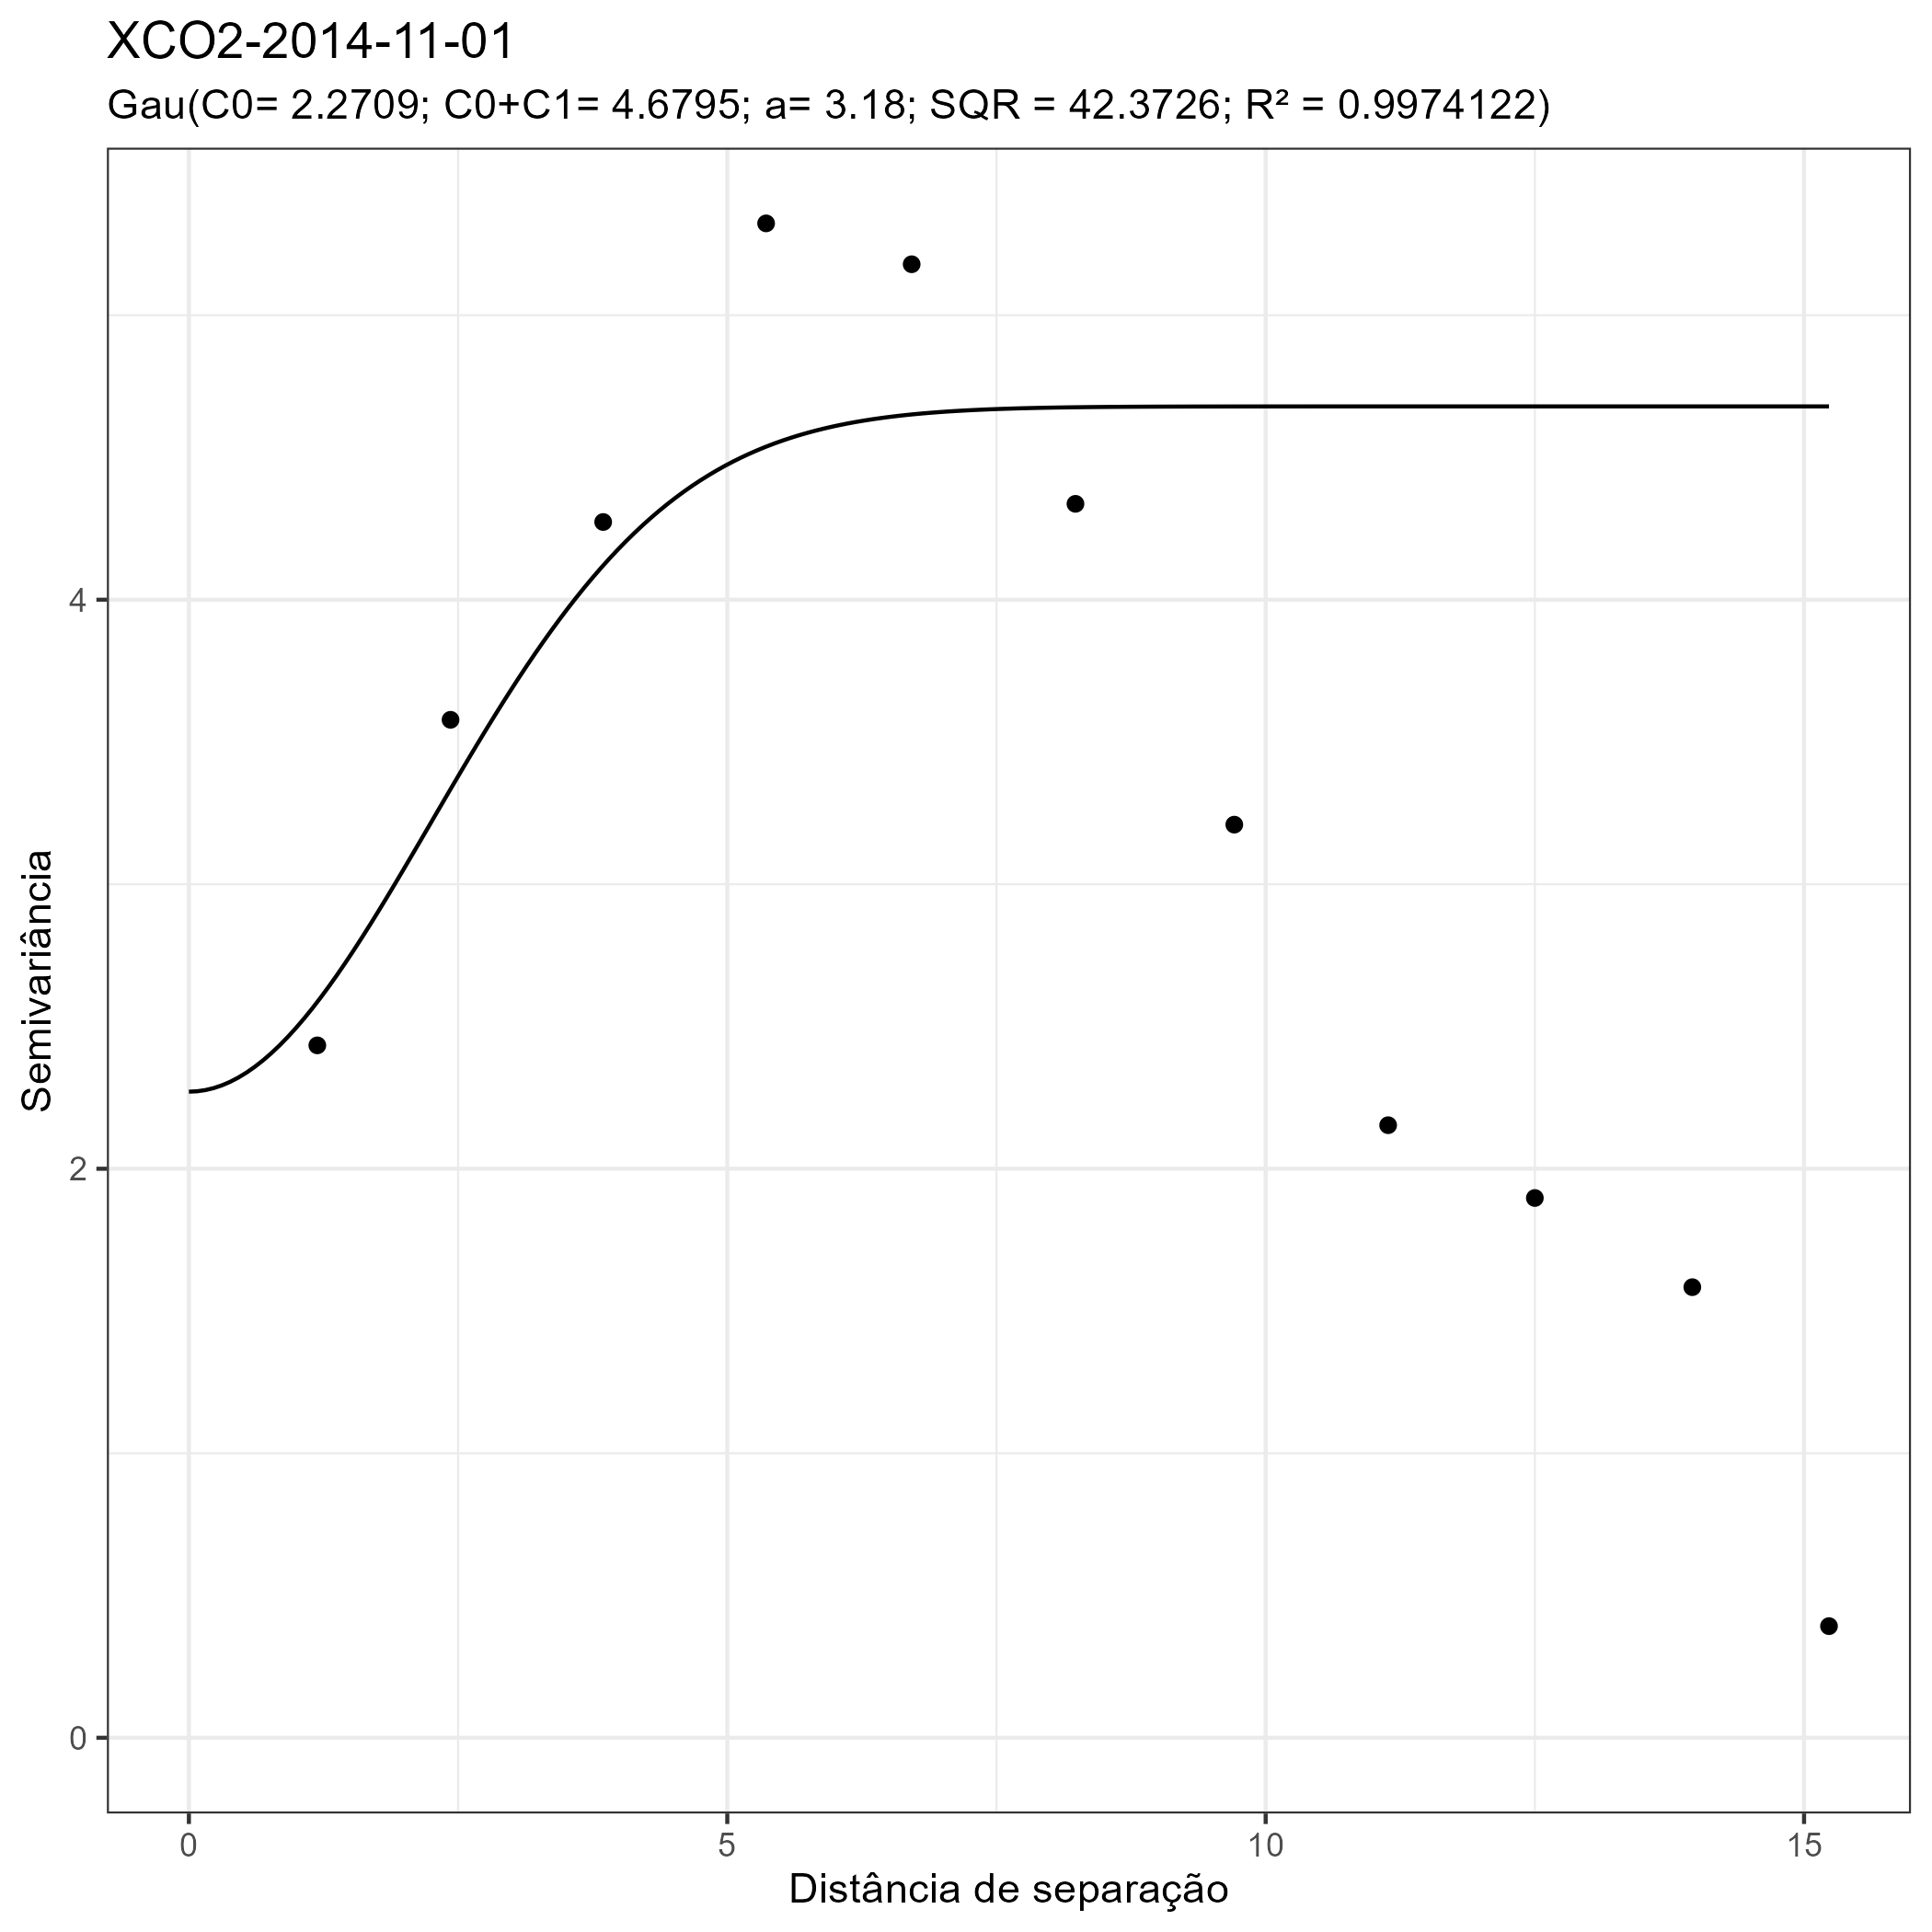 XCO2-2014-11-01
Gau(C0= 2.2709; C0+C1= 4.6795; a= 3.18; SQR = 42.3726; R² = 0.9974122)
Semivariância
4
2
0
0
5
10
15
Distância de separação